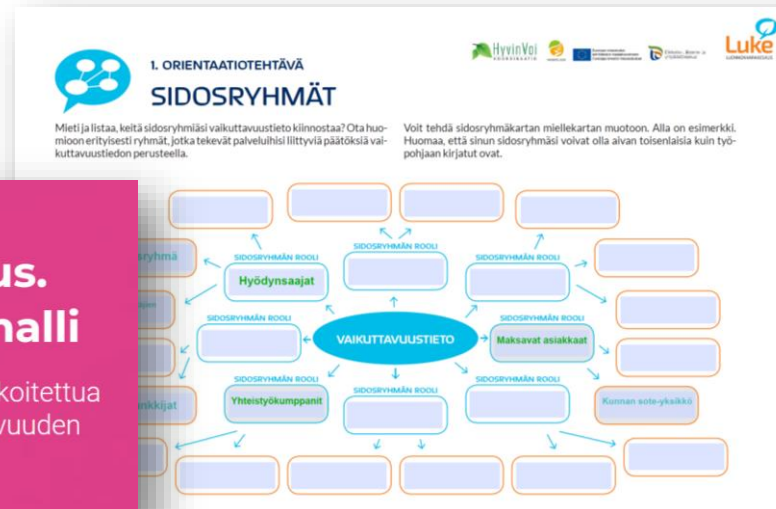 1. ORIENTAATIOTEHTÄVÄ
SIDOSRYHMÄT
HyvinVoi
Luke
Mieti ja listaa, keitä sidosryhmiäsi vaikuttavuustieto kiinnostaa? Ota huo-
mioon erityisesti ryhmät, jotka tekevät palveluihisi liittyviä päätöksiä vai-
kuttavuustiedon perusteella.
Voit tehdä sidosryhmäkartan miellekartan muotoon. Alla on esimerkki.
Huomaa, että sinun sidosryhmäsi voivat olla aivan toisenlaisia kuin työ-
pohjaan kirjatut ovat.
SIDOSRYHMÄN ROOLI
SIDOSRYHMÄN ROOLI
SIDOSRYHMÄN ROOLI
Hyödynsaajat
SIDOSRYHMÄN ROOLI
SIDOSRYHMÄN ROOLI
VAIKUTTAVUUSTIETO
Maksavat asiakkaat
SIDOSRYHMÄN ROOLI
SIDOSRYHMÄN ROOLI
SIDOSRYHMÄN ROOLI
Yhteistyökumppanit
Kunnan sote-yksikkö
us.
nalli
koitettua
vuuden